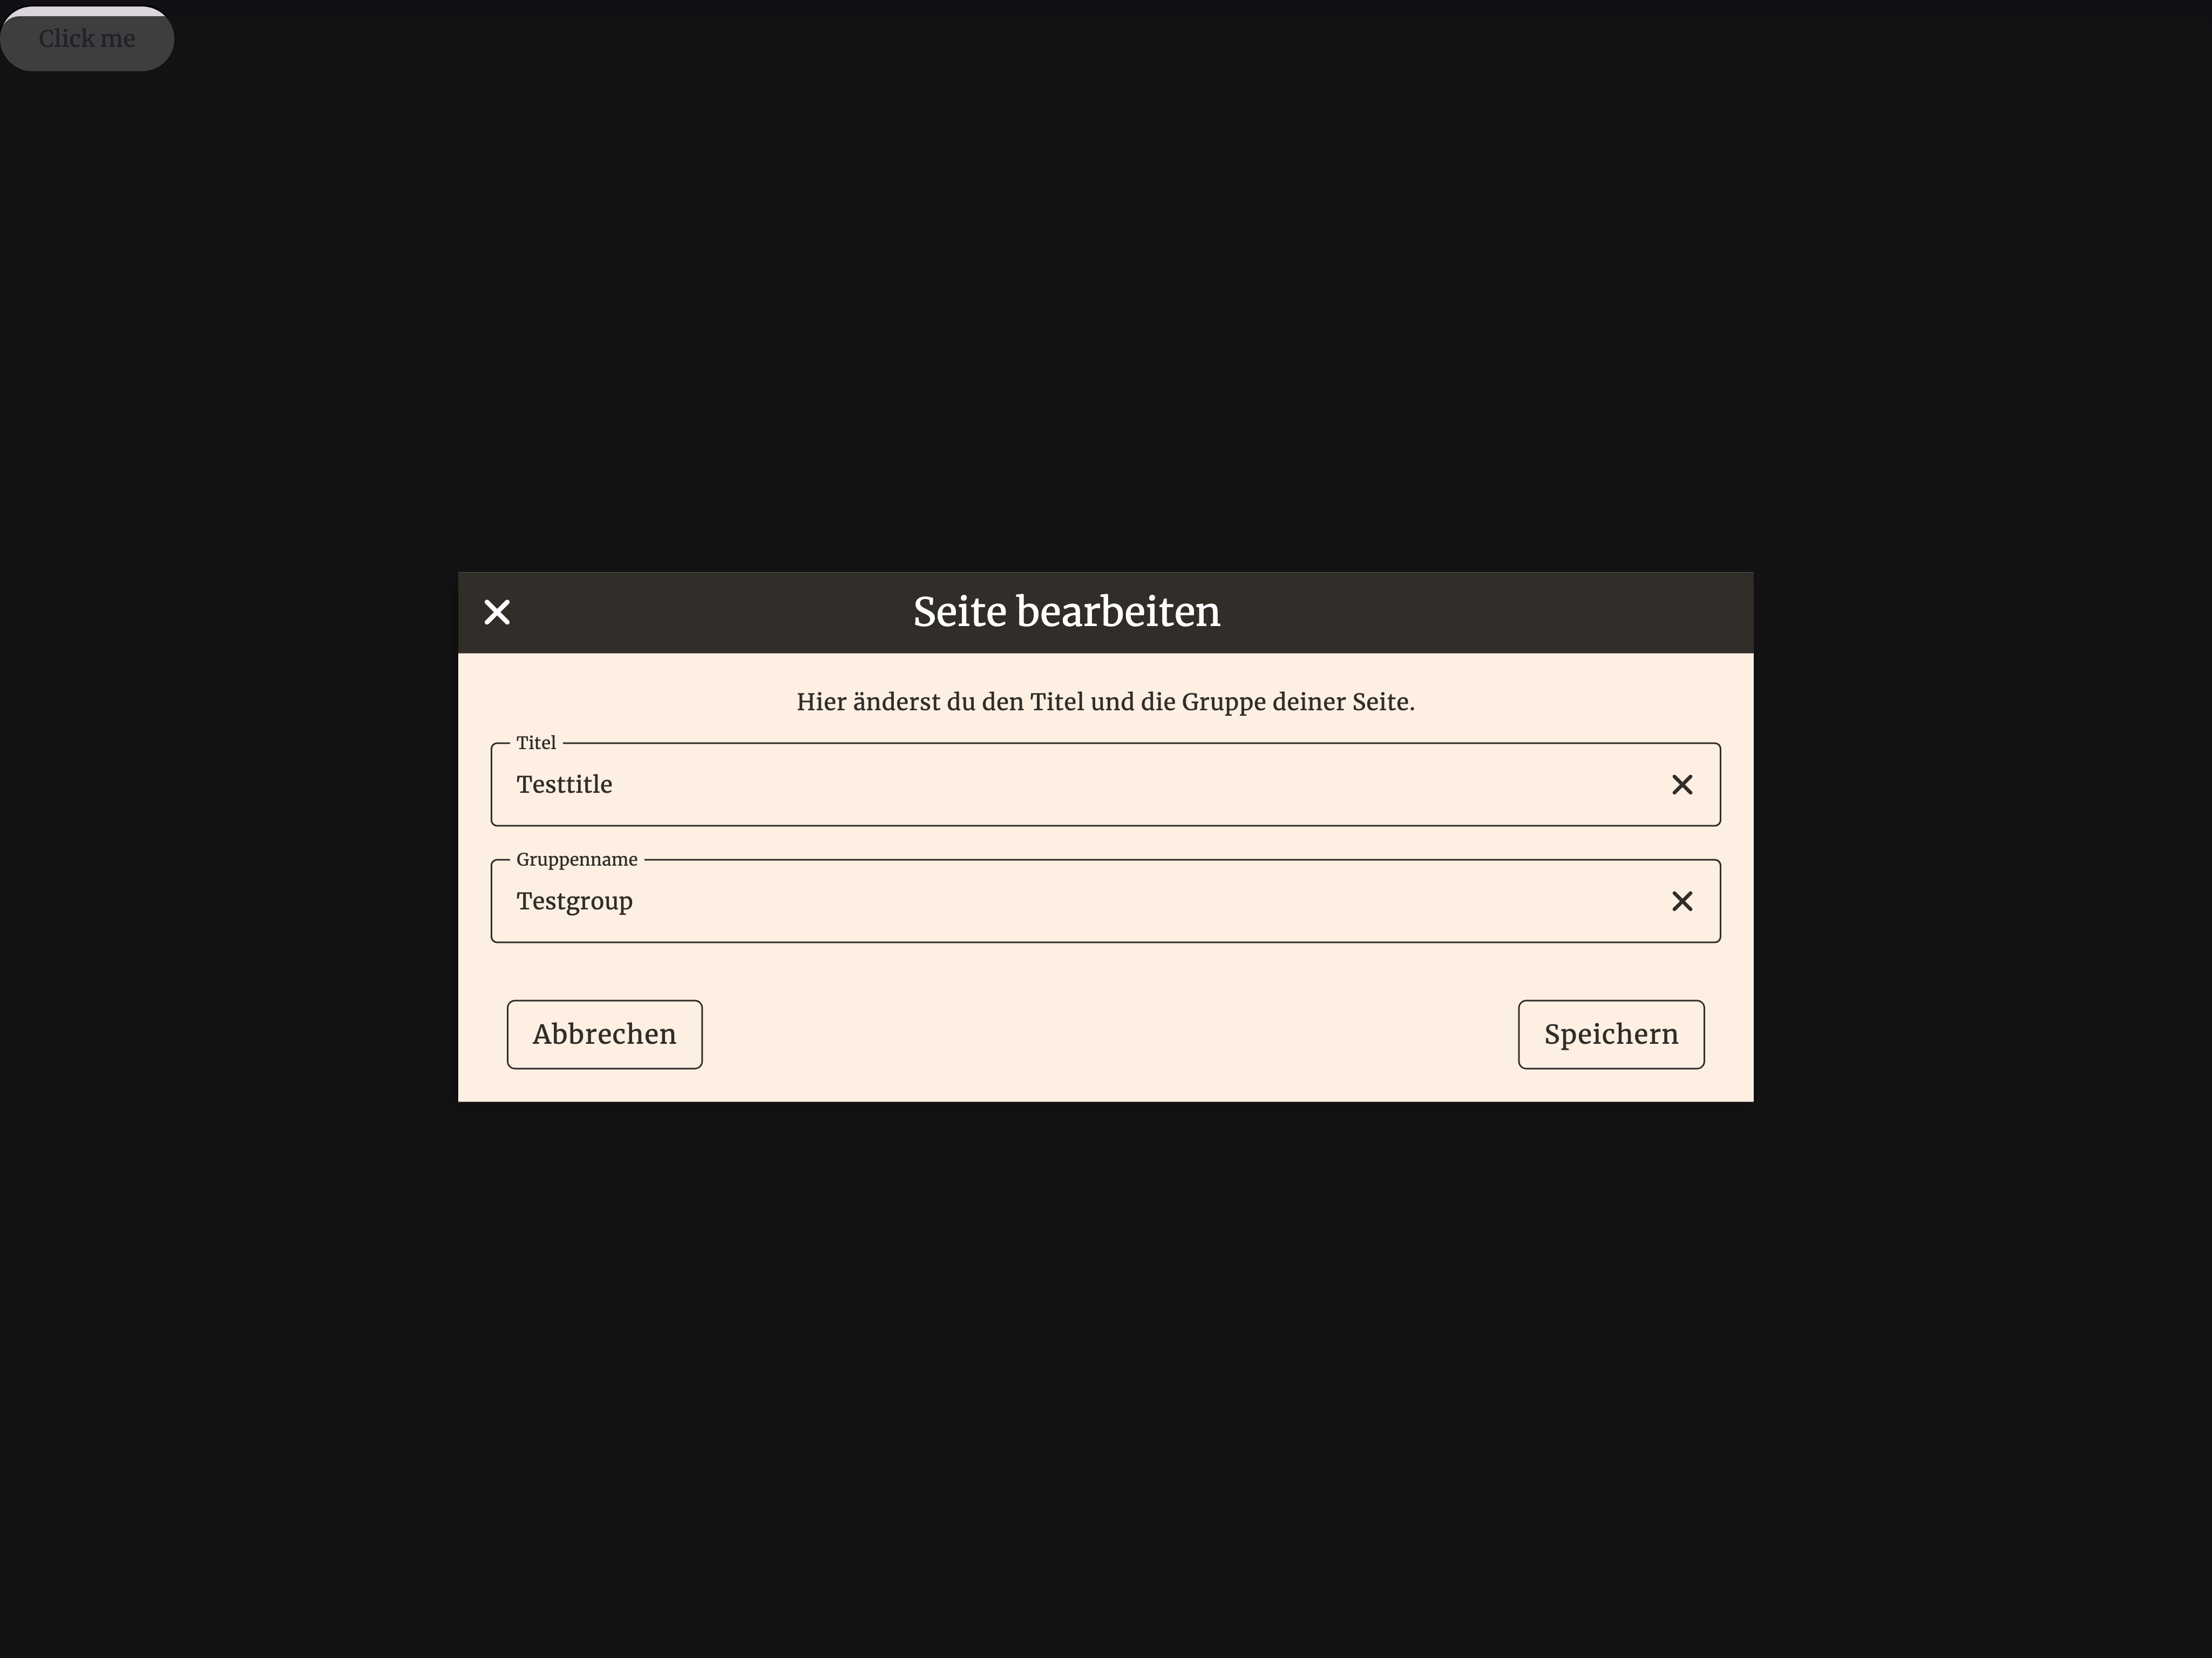 Click me
Seite bearbeiten
Hier änderst du den Titel und die Gruppe deiner Seite.
Titel
Testtitle
Gruppenname
Testgroup
Abbrechen
Speichern